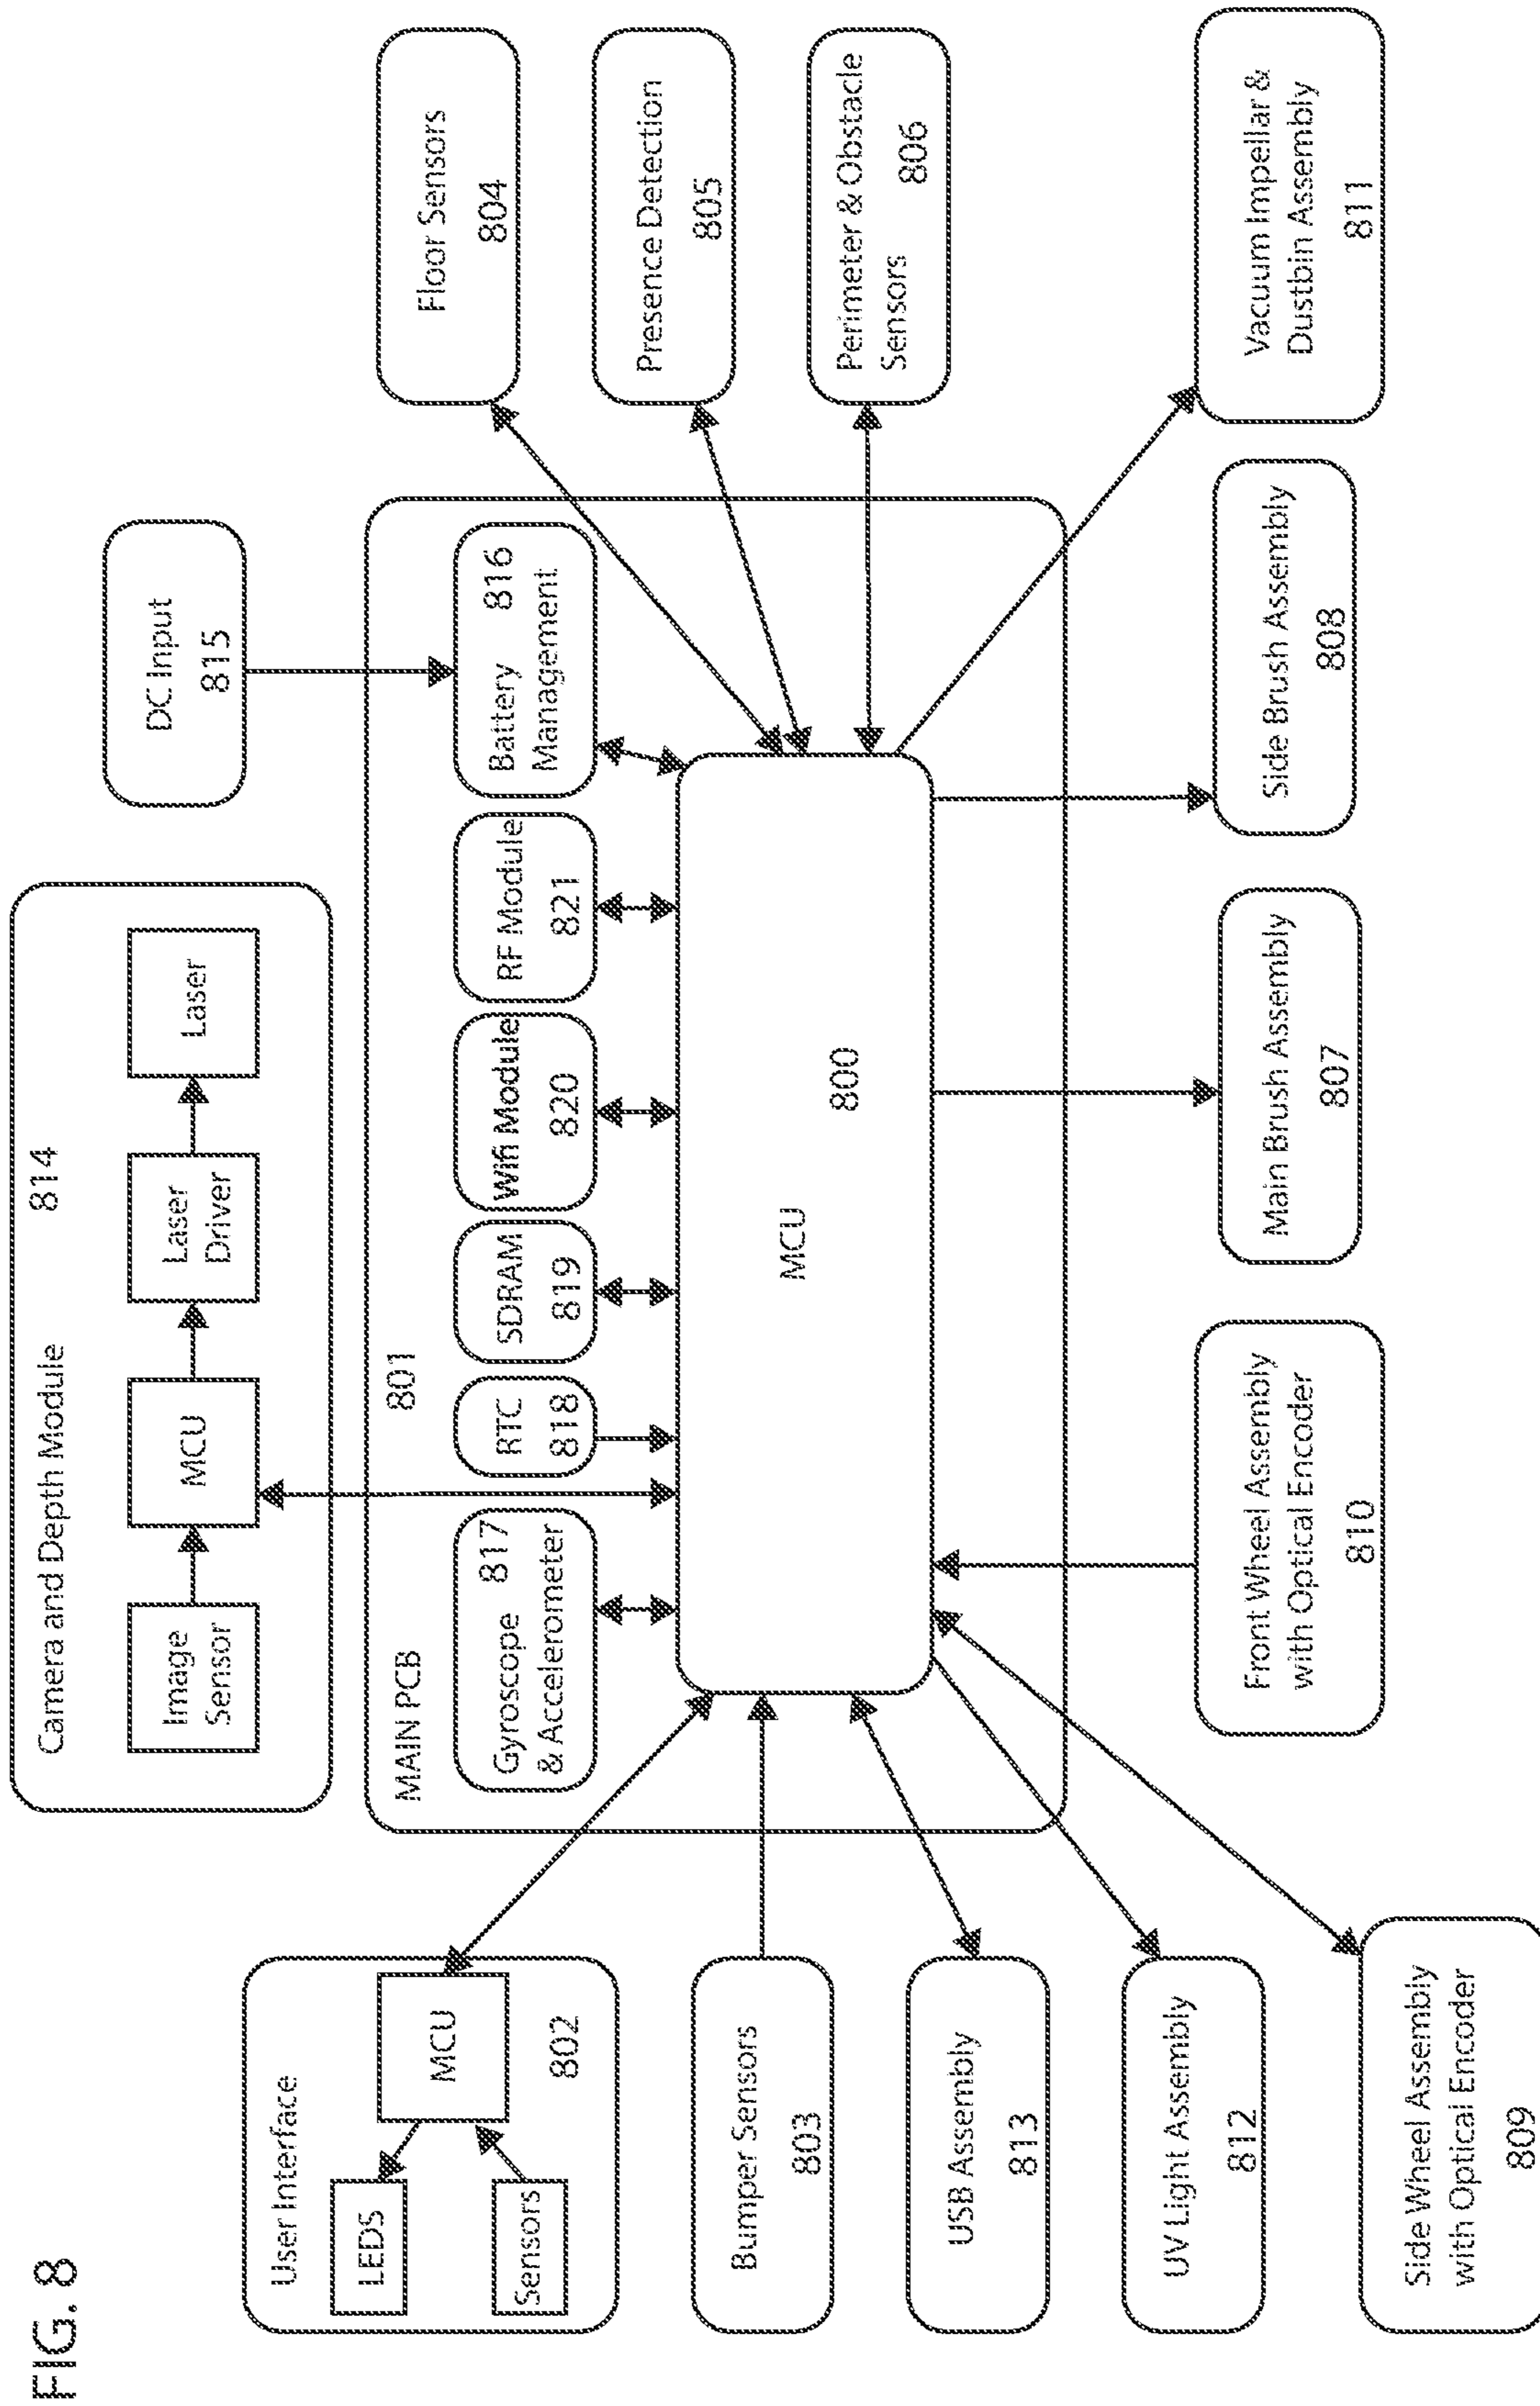 FIG. 8
Camera and Depth Module
814
Image
Sensor
MCU
Laser
Driver
Laser
DC Input
815
User Interface
LEDS
Sensors
MCU
802
MAIN PCB
801
Gyroscope 817
& Accelerometer
RTC
818
SDRAM
819
Wifi Module
820
RF Module
821
Battery 816
Management
MCU
800
Floor Sensors
804
Presence Detection
805
Perimeter & Obstacle
Sensors 806
Bumper Sensors
803
USB Assembly
813
UV Light Assembly
812
Side Wheel Assembly
with Optical Encoder
809
Front Wheel Assembly
with Optical Encoder
810
Main Brush Assembly
807
Side Brush Assembly
808
Vacuum Impellar &
Dustbin Assembly
811